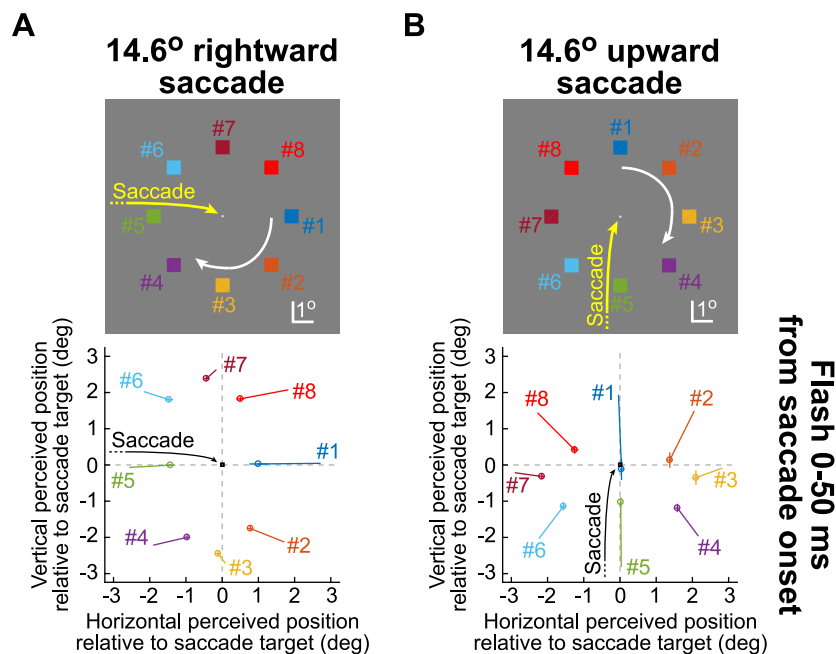 A
14.6º rightward
saccade
#7
#6
#8
Saccade
#5
#1
#4
#2
#3
1º
3
2
1
0
-1
-2
-3
Vertical perceived position
relative to saccade target (deg)
#7
#6
#8
Saccade
#1
#5
#4
#2
#3
-3 -2 -1 0 1 2 3
Horizontal perceived position
relative to saccade target (deg)
B
14.6º upward
saccade
#1
#8
#2
#7
#3
#6
#4
#5
Saccade
1º
3
2
1
0
-1
-2
-3
Vertical perceived position
relative to saccade target (deg)
#1
#8
#2
#7
#3
#6
#4
#5
Saccade
-3 -2 -1 0 1 2 3
Horizontal perceived position
relative to saccade target (deg)
Flash 0-50 ms
from saccade onset